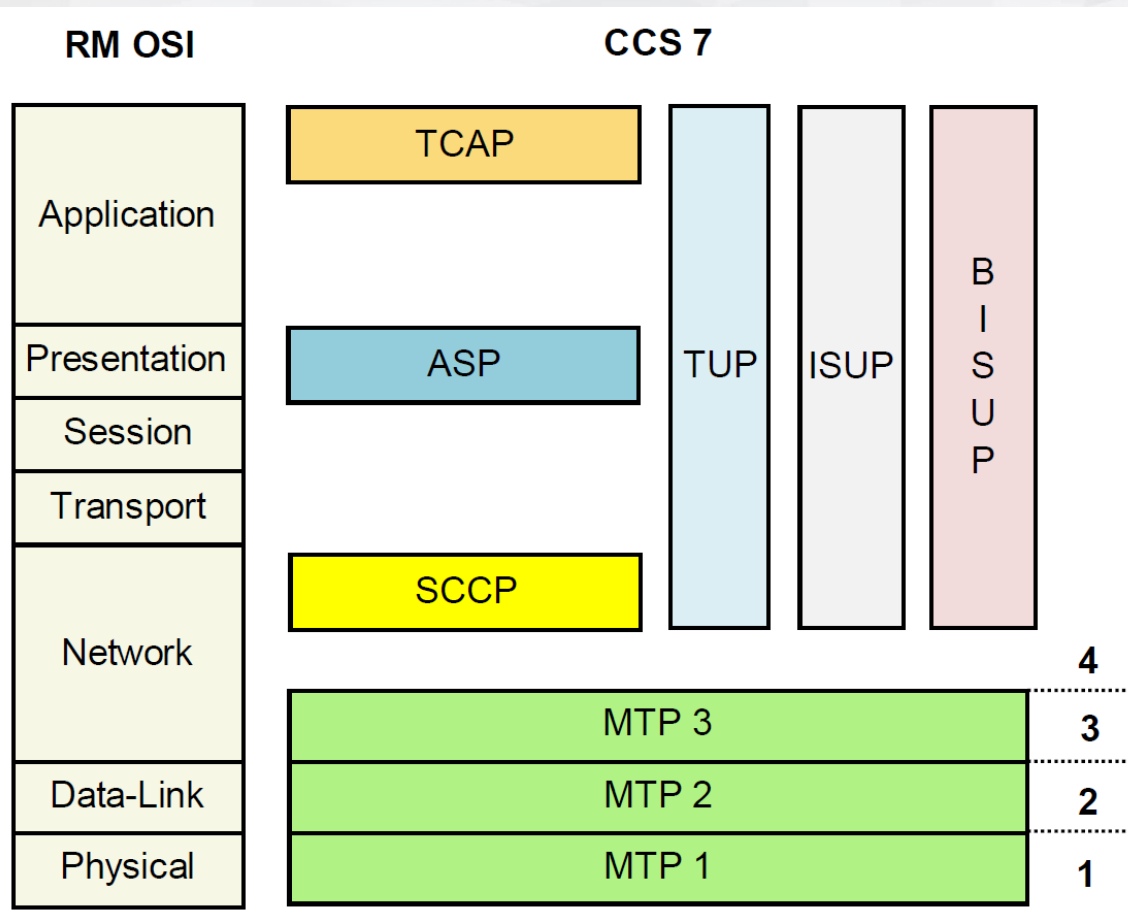 RM OSI
CCS 7
Application
Presentation
Session
Transport
Network
Data-Link
Physical
TCAP
ASP
SCCP
TUP
ISUP
B
I
S
U
P
MTP 3
MTP 2
MTP 1
4
3
2
1